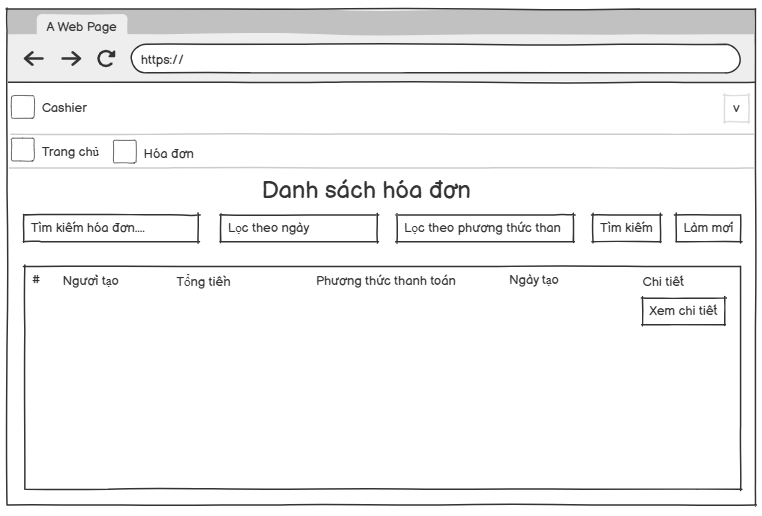 A Web Page
https://
Cashier
v
Trang chủ
Hóa đơn
Danh sách hóa đơn
Tìm kiếm hóa đơn....
Lọc theo ngày
Lọc theo phương thức than
Tìm kiếm
Làm mới
# Người tạo Tổng tiền Phương thức thanh toán Ngày tạo Chi tiết
Xem chi tiết